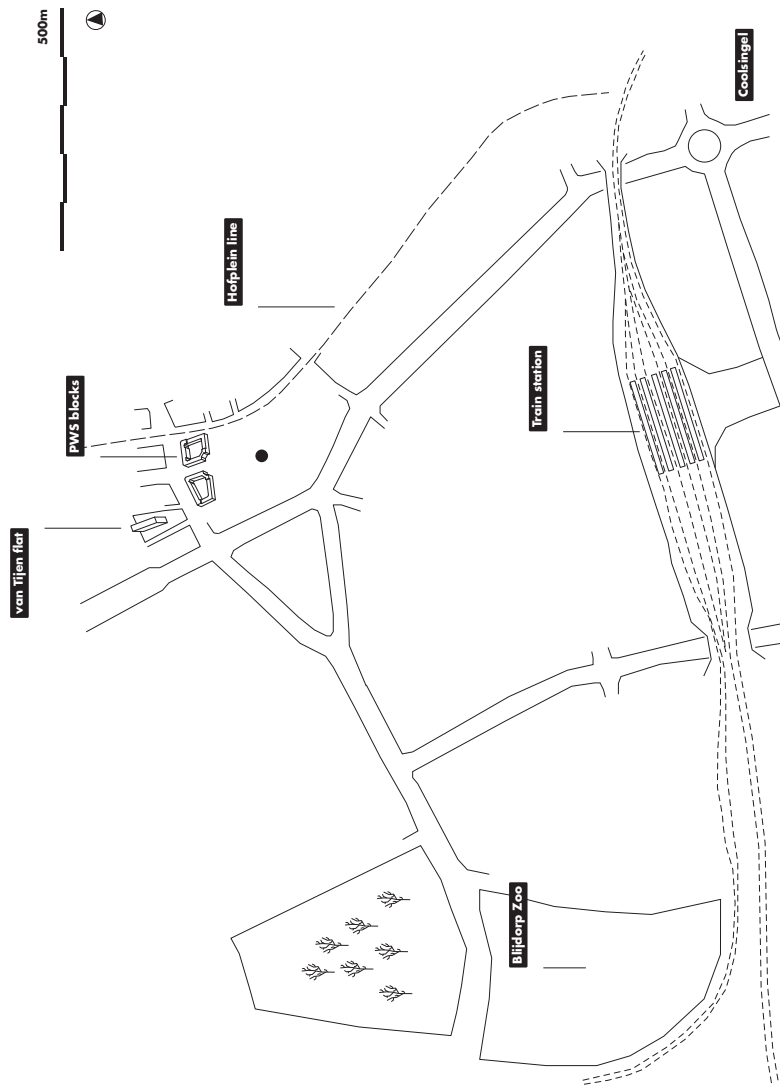 500m
Coolsingel
Hofplein line
Train station
PWS blocks
van Tijen flat
Blijdorp Zoo